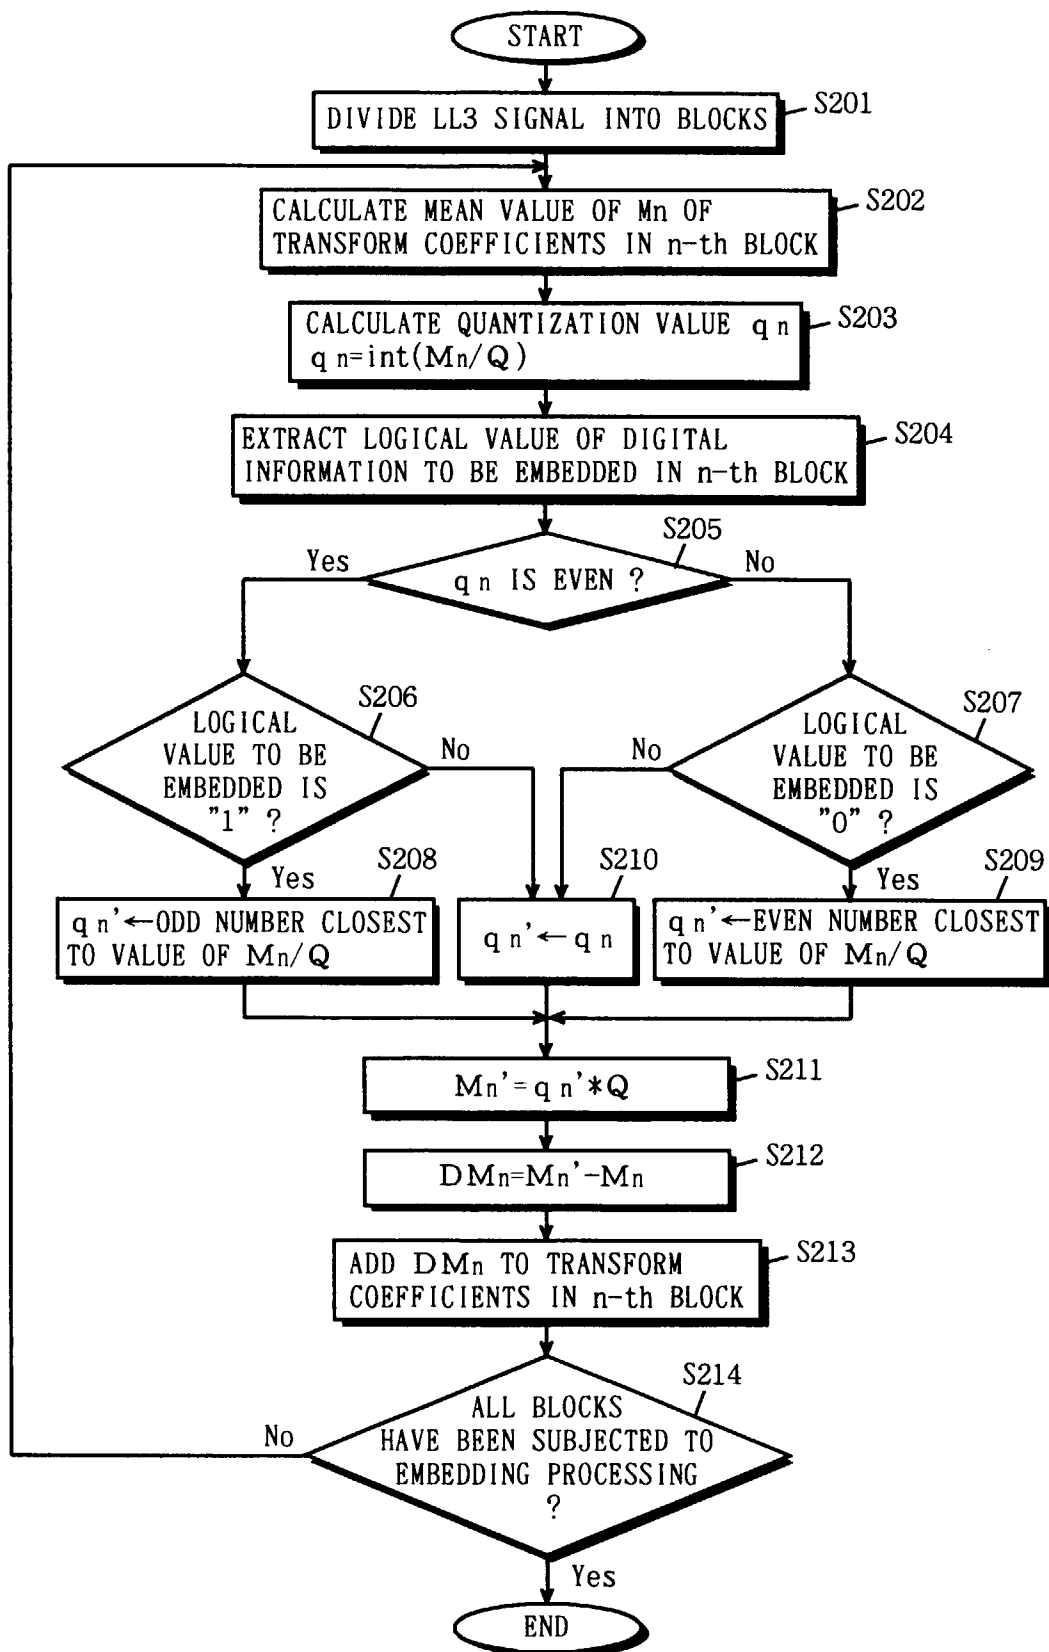 START
S201
DIVIDE LL3 SIGNAL INTO BLOCKS
S202
CALCULATE MEAN VALUE OF Mn OF
TRANSFORM COEFFICIENTS IN n-th BLOCK
S203
CALCULATE QUANTIZATION VALUE qn
qn=int(Mn/Q)
S204
EXTRACT LOGICAL VALUE OF DIGITAL
INFORMATION TO BE EMBEDDED IN n-th BLOCK
S205
Yes
qn IS EVEN ?
No
S206
LOGICAL
VALUE TO BE
EMBEDDED IS
"1" ?
No
S207
LOGICAL
VALUE TO BE
EMBEDDED IS
"0" ?
No
S208
Yes
qn'←ODD NUMBER CLOSEST
TO VALUE OF Mn/Q
S210
qn'←qn
S209
Yes
qn'←EVEN NUMBER CLOSEST
TO VALUE OF Mn/Q
S211
Mn'=qn'*Q
S212
DMn=Mn'-Mn
S213
ADD DMn TO TRANSFORM
COEFFICIENTS IN n-th BLOCK
S214
ALL BLOCKS
HAVE BEEN SUBJECTED TO
EMBEDDING PROCESSING
?
No
Yes
END